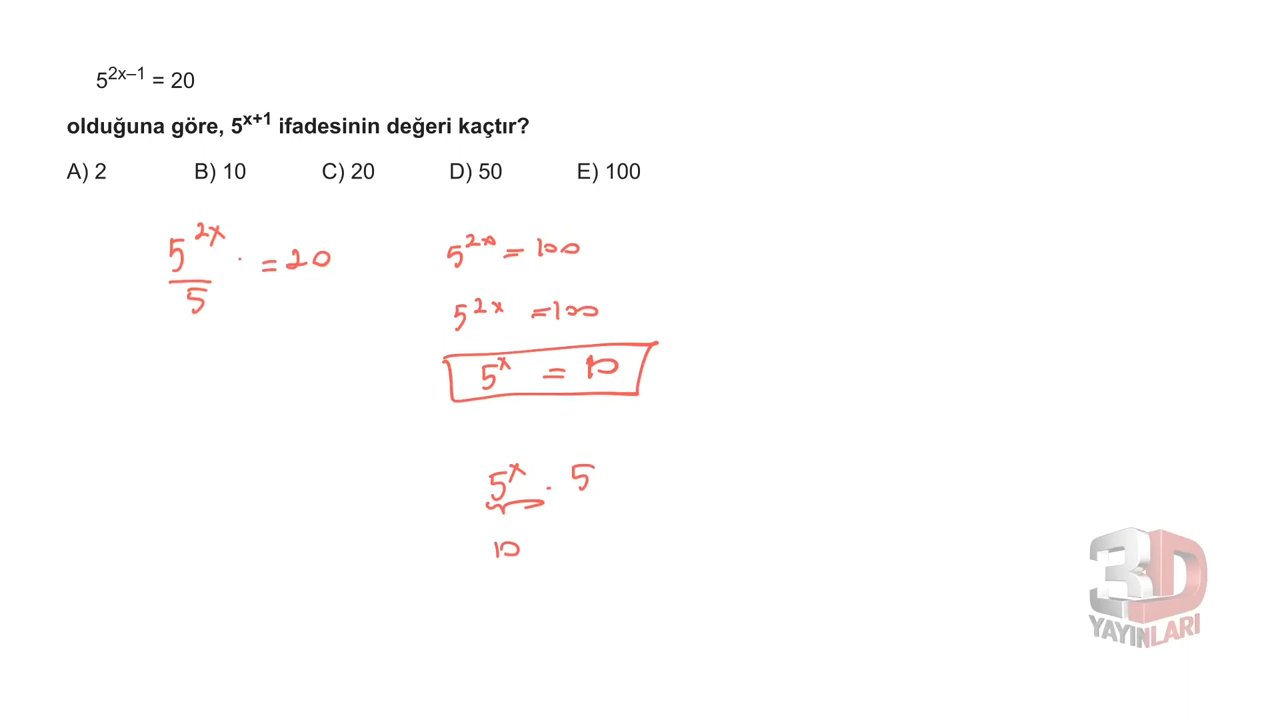 5^{2x–1} = 20
olduğuna göre, 5^{x+1} ifadesinin değeri kaçtır?
A) 2 B) 10 C) 20 D) 50 E) 100
5^{2x}/5 · = 20
5^{2x} = 100
5^{2x} = 100
5^x = 10
5^x · 5
10
3D
YAYINLARI